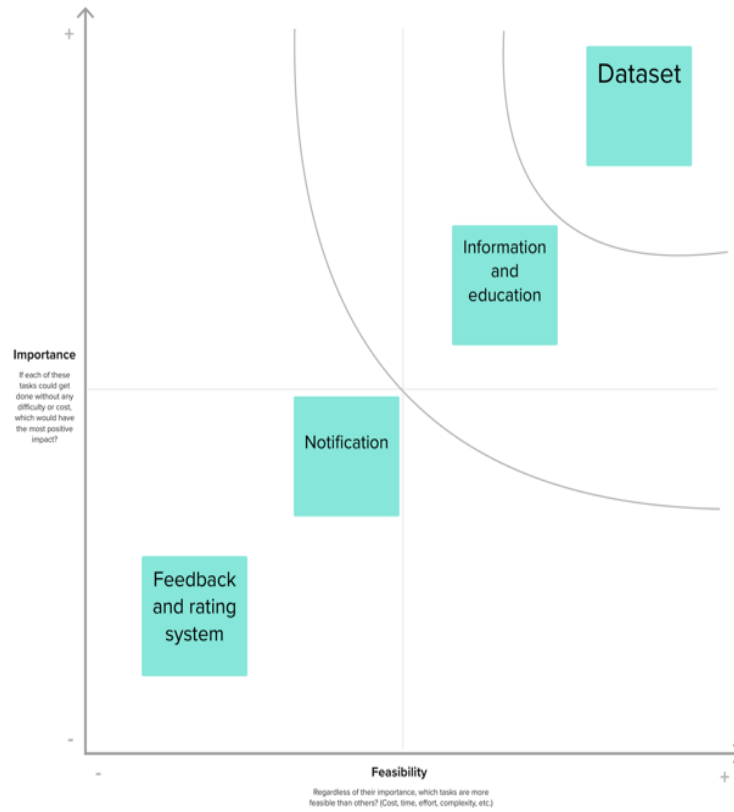 +
Dataset
Information
and
education
Importance
If each of these
tasks could get
done without any
difficulty or cost,
which would have
the most positive
impact?
Notification
Feedback
and rating
system
-
-
Feasibility
+
Regardless of their importance, which tasks are more
feasible than others? (Cost, time, effort, complexity, etc.)